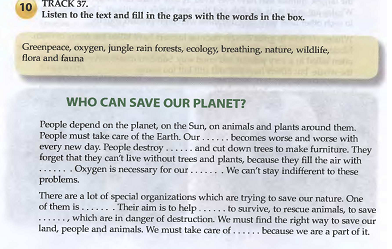 10 TRACK 37.
Listen to the text and fill in the gaps with the words in the box.
Greenpeace, oxygen, jungle rain forests, ecology, breathing, nature, wildlife,
flora and fauna
WHO CAN SAVE OUR PLANET?
People depend on the planet, on the Sun, on animals and plants around them.
People must take care of the Earth. Our ...... becomes worse and worse with
every new day. People destroy ...... and cut down trees to make furniture. They
forget that they can't live without trees and plants, because they fill the air with
....... Oxygen is necessary for our ....... We can't stay indifferent to these
problems.
There are a lot of special organizations which are trying to save our nature. One
of them is ....... Their aim is to help ...... to survive, to rescue animals, to save
......, which are in danger of destruction. We must find the right way to save our
land, people and animals. We must take care of ...... because we are a part of it.